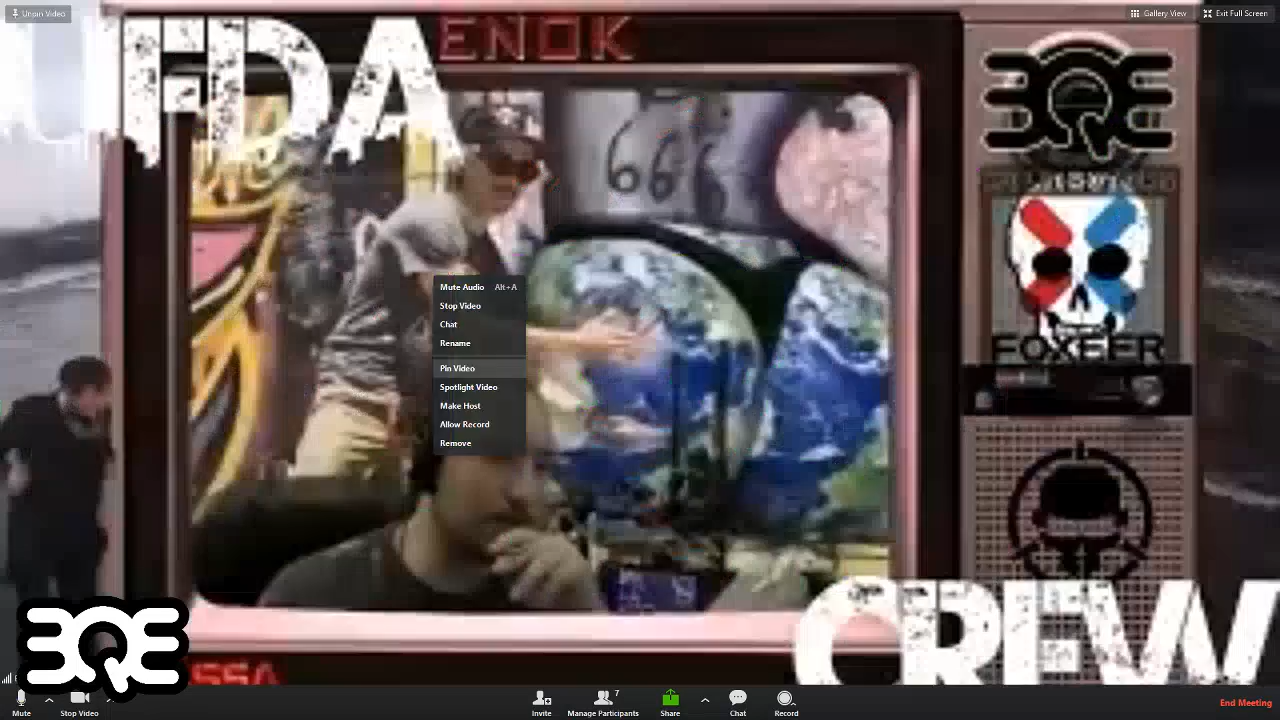 Unpin Video
Gallery View
Exit Full Screen
UFDA
ENOK
666
Mute Audio Alt+A
Stop Video
Chat
Rename
Pin Video
Spotlight Video
Make Host
Allow Record
Remove
FOXEER
CREW
Mute
Stop Video
Invite
Manage Participants
7
Share
Chat
Record
End Meeting